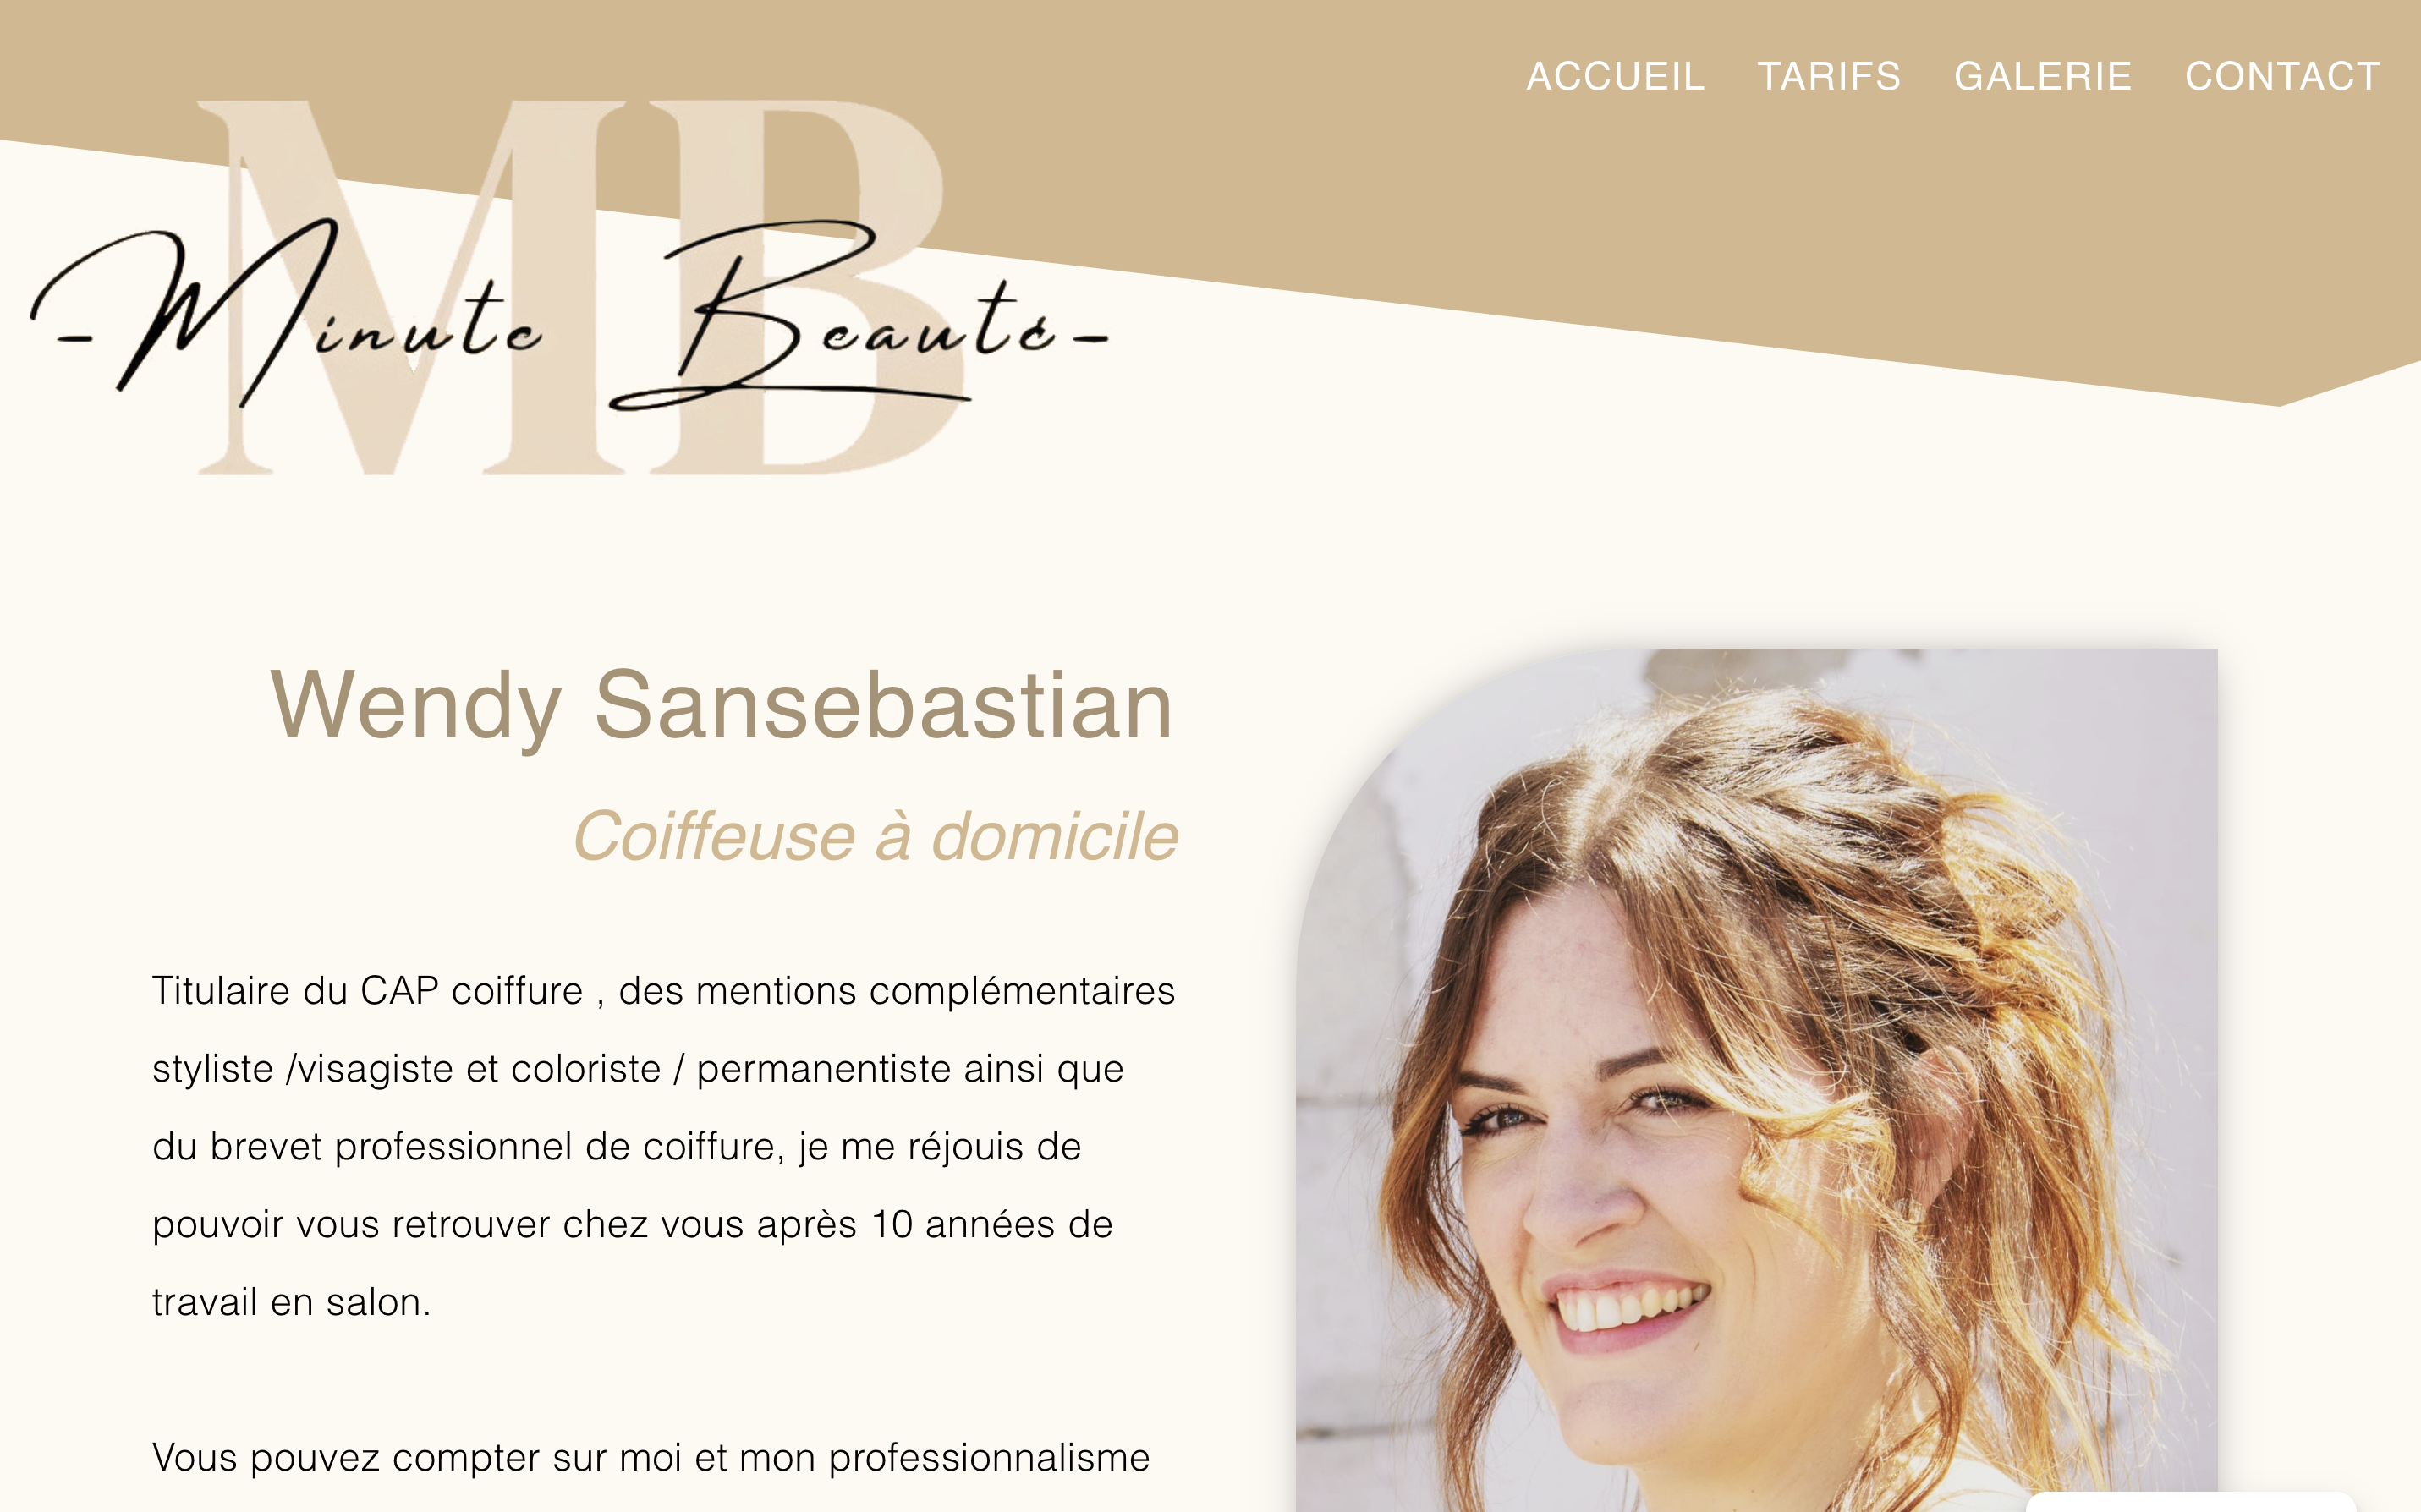 ACCUEIL TARIFS GALERIE CONTACT
MB
-Minute Beauté-
Wendy Sansebastian
Coiffeuse à domicile
Titulaire du CAP coiffure , des mentions complémentaires
styliste /visagiste et coloriste / permanentiste ainsi que
du brevet professionnel de coiffure, je me réjouis de
pouvoir vous retrouver chez vous après 10 années de
travail en salon.
Vous pouvez compter sur moi et mon professionnalisme